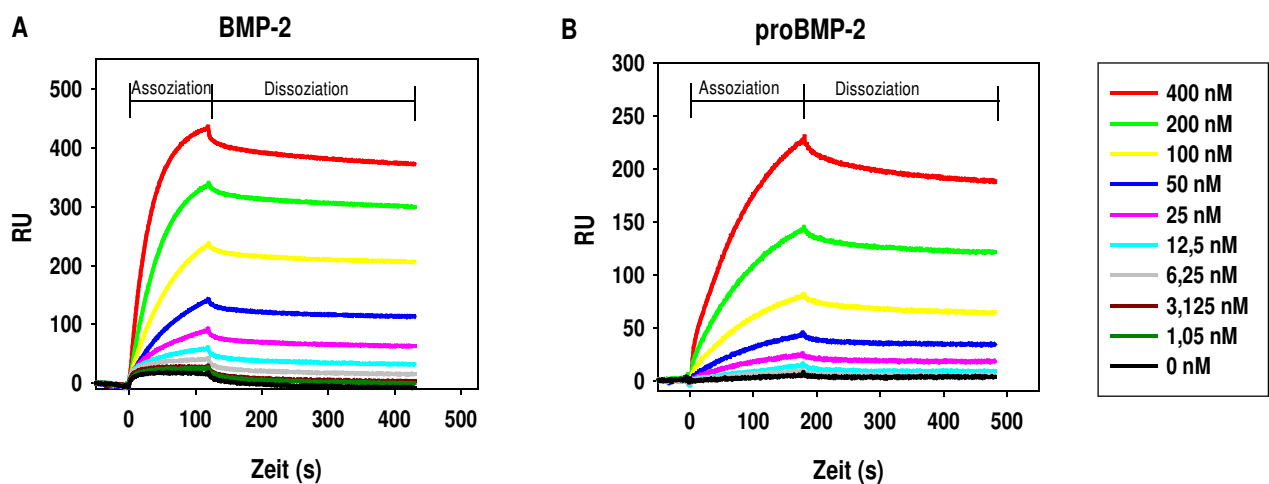 A
BMP-2
500
400
300
200
100
0
RU
Assoziation
Dissoziation
0
100
200
300
400
500
Zeit (s)
B
proBMP-2
300
250
200
150
100
50
0
RU
Assoziation
Dissoziation
0
100
200
300
400
500
Zeit (s)
400 nM
200 nM
100 nM
50 nM
25 nM
12,5 nM
6,25 nM
3,125 nM
1,05 nM
0 nM